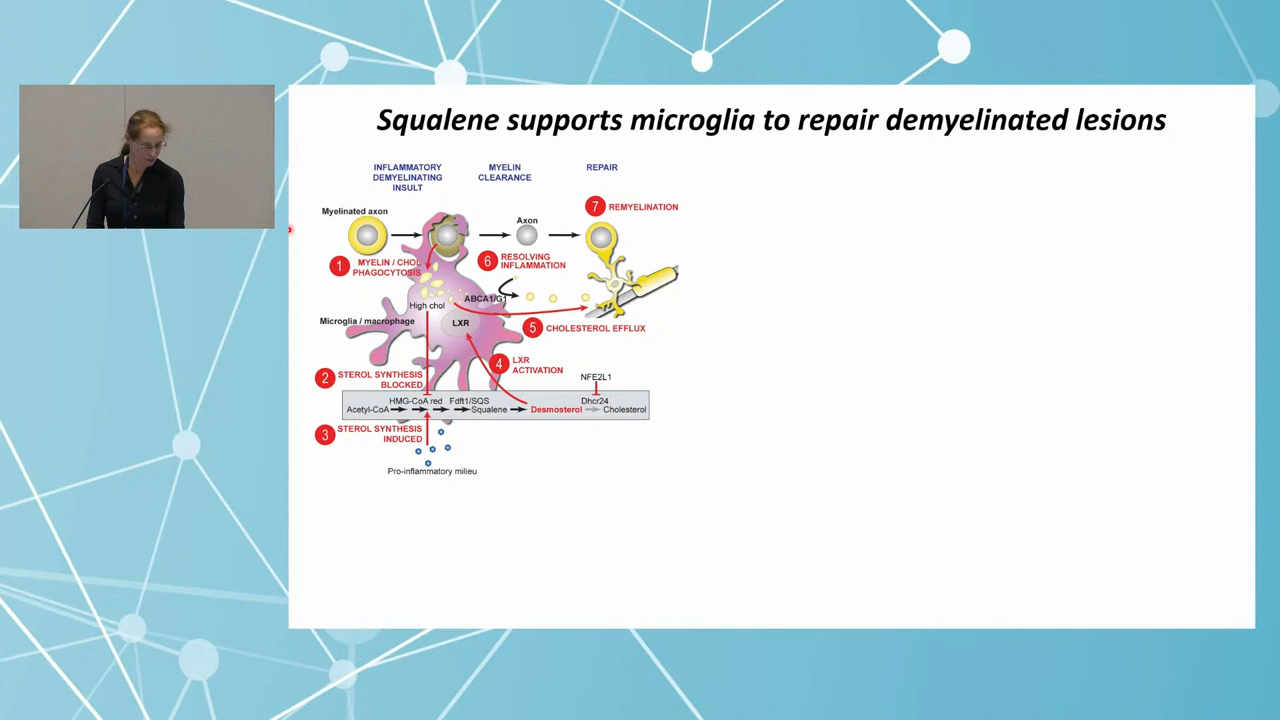 Squalene supports microglia to repair demyelinated lesions
INFLAMMATORY
DEMYELINATING
INSULT
MYELIN
CLEARANCE
REPAIR
7 REMYELINATION
Myelinated axon
Axon
1 MYELIN / CHOL
PHAGOCYTOSIS
6 RESOLVING
INFLAMMATION
High chol
ABCA1/G1
Microglia / macrophage
LXR
5 CHOLESTEROL EFFLUX
4 LXR
ACTIVATION
2 STEROL SYNTHESIS
BLOCKED
NFE2L1
HMG-CoA red Fdft1/SQS Dhcr24
Acetyl-CoA Squalene Desmosterol Cholesterol
3 STEROL SYNTHESIS
INDUCED
Pro-inflammatory milieu